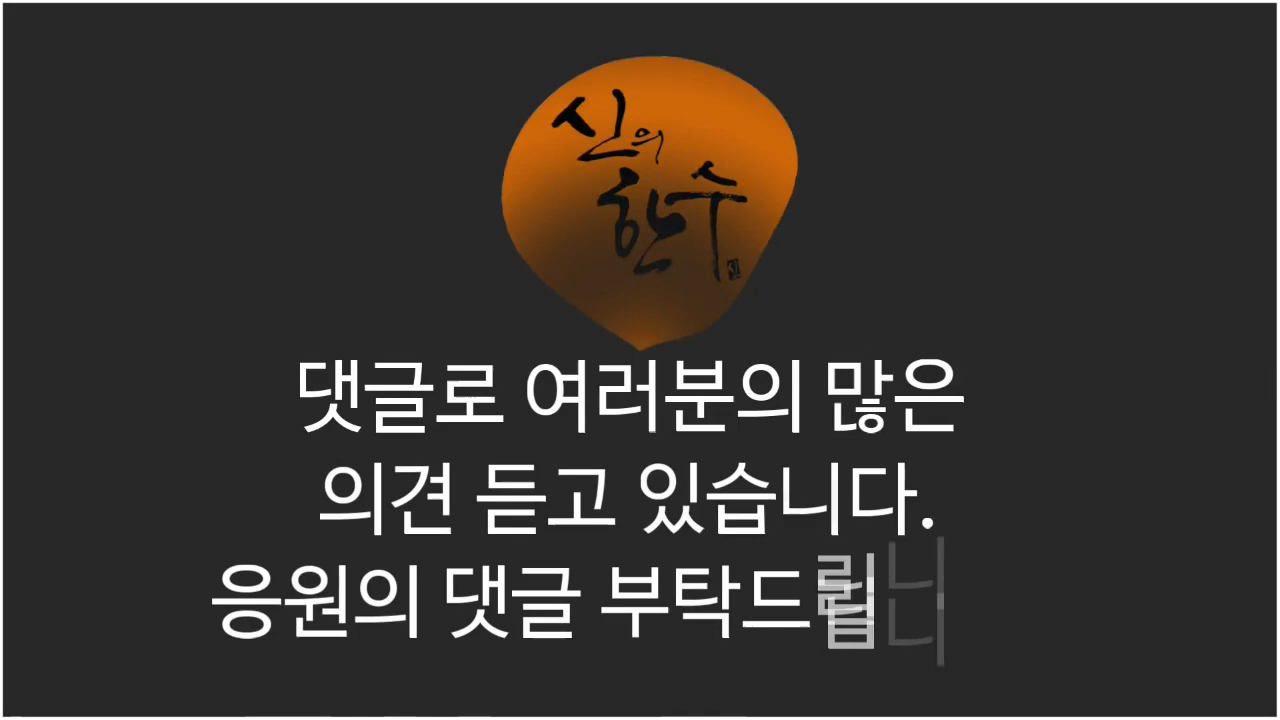 신의
한수
댓글로 여러분의 많은
의견 듣고 있습니다.
응원의 댓글 부탁드립니